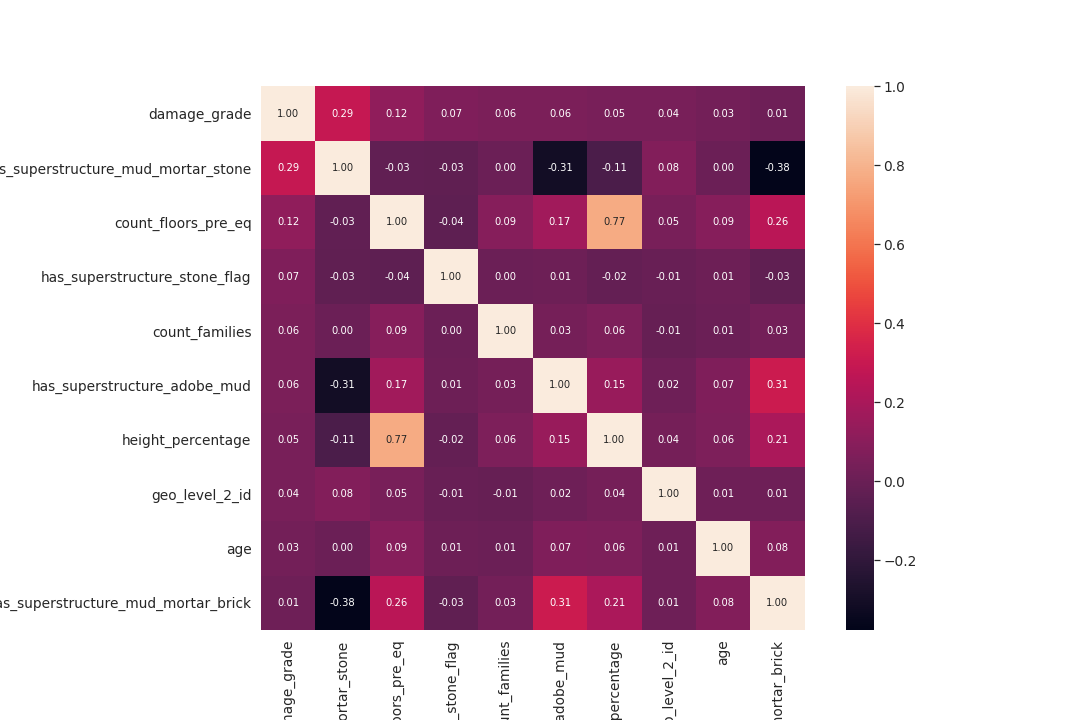 damage_grade 1.00 0.29 0.12 0.07 0.06 0.06 0.05 0.04 0.03 0.01
s_superstructure_mud_mortar_stone 0.29 1.00 -0.03 -0.03 0.00 -0.31 -0.11 0.08 0.00 -0.38
count_floors_pre_eq 0.12 -0.03 1.00 -0.04 0.09 0.17 0.77 0.05 0.09 0.26
has_superstructure_stone_flag 0.07 -0.03 -0.04 1.00 0.00 0.01 -0.02 -0.01 0.01 -0.03
count_families 0.06 0.00 0.09 0.00 1.00 0.03 0.06 -0.01 0.01 0.03
has_superstructure_adobe_mud 0.06 -0.31 0.17 0.01 0.03 1.00 0.15 0.02 0.07 0.31
height_percentage 0.05 -0.11 0.77 -0.02 0.06 0.15 1.00 0.04 0.06 0.21
geo_level_2_id 0.04 0.08 0.05 -0.01 -0.01 0.02 0.04 1.00 0.01 0.01
age 0.03 0.00 0.09 0.01 0.01 0.07 0.06 0.01 1.00 0.08
as_superstructure_mud_mortar_brick 0.01 -0.38 0.26 -0.03 0.03 0.31 0.21 0.01 0.08 1.00
mage_grade
ortar_stone
oors_pre_eq
_stone_flag
unt_families
adobe_mud
percentage
o_level_2_id
age
mortar_brick
1.0
0.8
0.6
0.4
0.2
0.0
−0.2